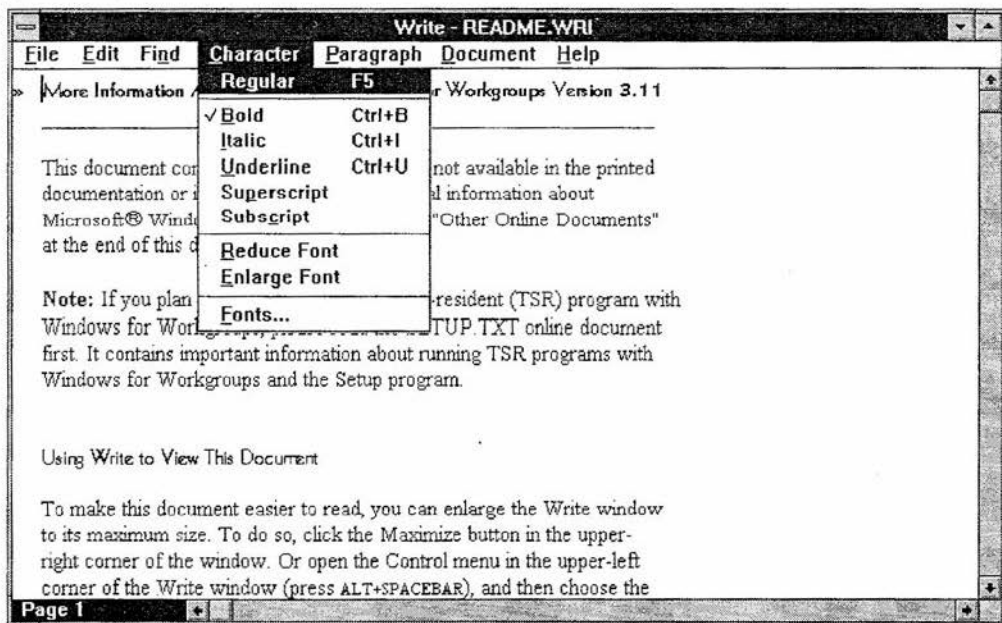 Write - README.WRI
File Edit Find Character Paragraph Document Help
Regular F5
Bold Ctrl+B
Italic Ctrl+I
Underline Ctrl+U
Superscript
Subscript
Reduce Font
Enlarge Font
Fonts...
More Information r Workgroups Version 3.11
This document con not available in the printed
documentation or i l information about
Microsoft® Windo "Other Online Documents"
at the end of this d
Note: If you plan -resident (TSR) program with
Windows for Work TUP.TXT online document
first. It contains important information about running TSR programs with
Windows for Workgroups and the Setup program.
Using Write to View This Document
To make this document easier to read, you can enlarge the Write window
to its maximum size. To do so, click the Maximize button in the upper-
right corner of the window. Or open the Control menu in the upper-left
corner of the Write window (press ALT+SPACEBAR), and then choose the
Page 1